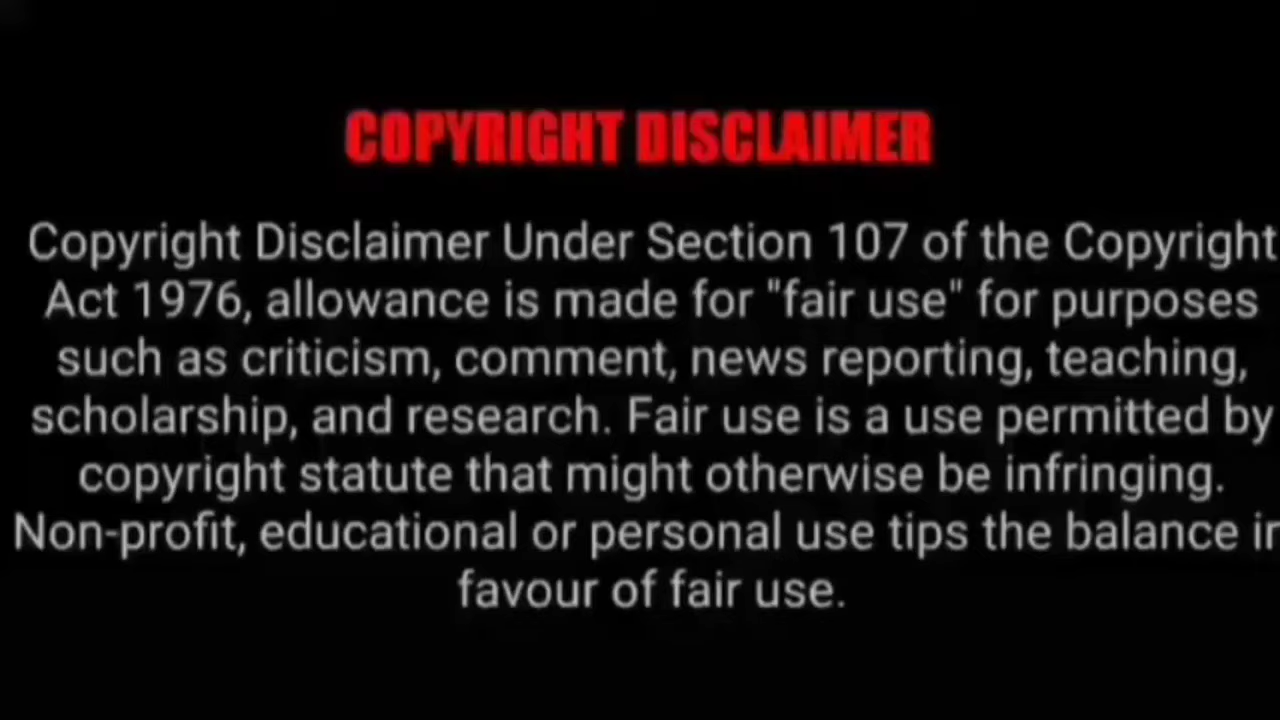 COPYRIGHT DISCLAIMER
Copyright Disclaimer Under Section 107 of the Copyright
Act 1976, allowance is made for "fair use" for purposes
such as criticism, comment, news reporting, teaching,
scholarship, and research. Fair use is a use permitted by
copyright statute that might otherwise be infringing.
Non-profit, educational or personal use tips the balance in
favour of fair use.